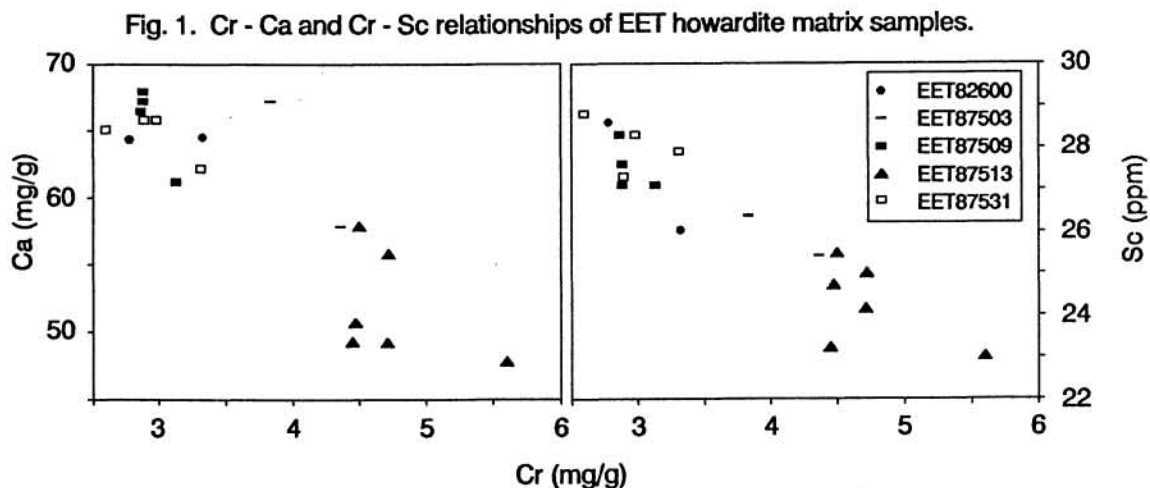 Fig. 1. Cr - Ca and Cr - Sc relationships of EET howardite matrix samples.
70
60
50
Ca (mg/g)
3 4 5 6
EET82600
EET87503
EET87509
EET87513
EET87531
30
28
26
24
22
Sc (ppm)
3 4 5 6
Cr (mg/g)